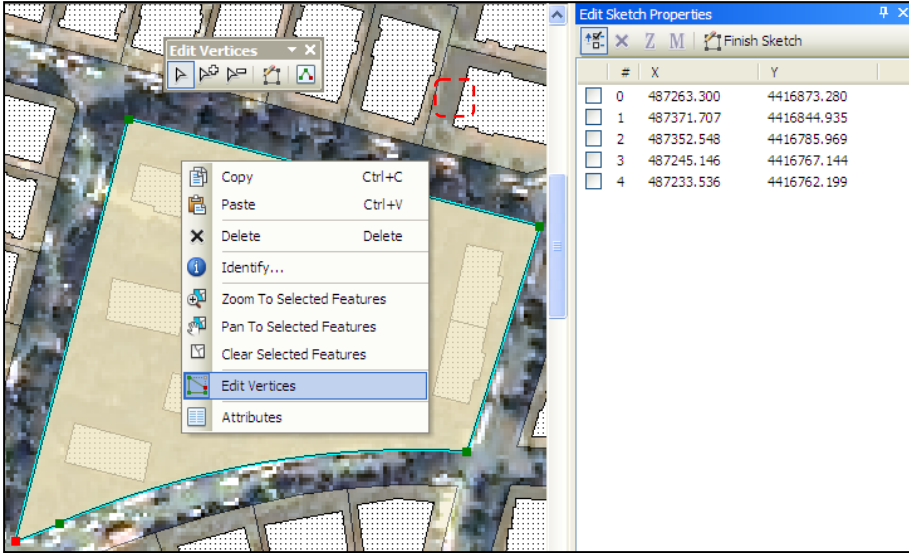 Edit Vertices
Copy Ctrl+C
Paste Ctrl+V
Delete Delete
Identify...
Zoom To Selected Features
Pan To Selected Features
Clear Selected Features
Edit Vertices
Attributes
Edit Sketch Properties
Z M Finish Sketch
# X Y
0 487263.300 4416873.280
1 487371.707 4416844.935
2 487352.548 4416785.969
3 487245.146 4416767.144
4 487233.536 4416762.199